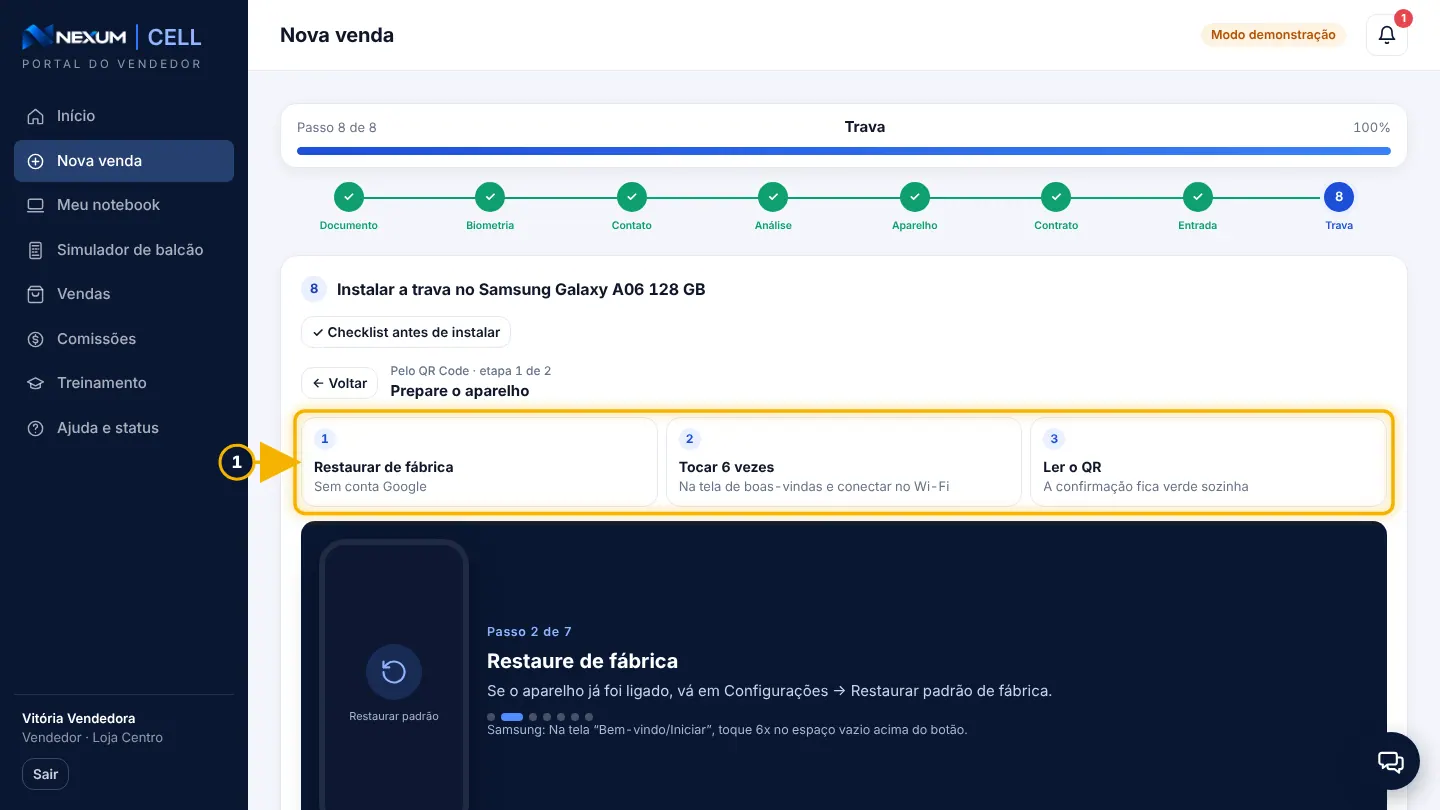 NEXUM | CELL
PORTAL DO VENDEDOR
Início
Nova venda
Meu notebook
Simulador de balcão
Vendas
Comissões
Treinamento
Ajuda e status
Vitória Vendedora
Vendedor · Loja Centro
Sair
Nova venda
Modo demonstração
1
Passo 8 de 8
Trava
100%
Documento
Biometria
Contato
Análise
Aparelho
Contrato
Entrada
8
Trava
8 Instalar a trava no Samsung Galaxy A06 128 GB
✓ Checklist antes de instalar
← Voltar
Pelo QR Code · etapa 1 de 2
Prepare o aparelho
1
1
Restaurar de fábrica
Sem conta Google
2
Tocar 6 vezes
Na tela de boas-vindas e conectar no Wi-Fi
3
Ler o QR
A confirmação fica verde sozinha
Restaurar padrão
Passo 2 de 7
Restaure de fábrica
Se o aparelho já foi ligado, vá em Configurações → Restaurar padrão de fábrica.
Samsung: Na tela “Bem-vindo/Iniciar”, toque 6x no espaço vazio acima do botão.